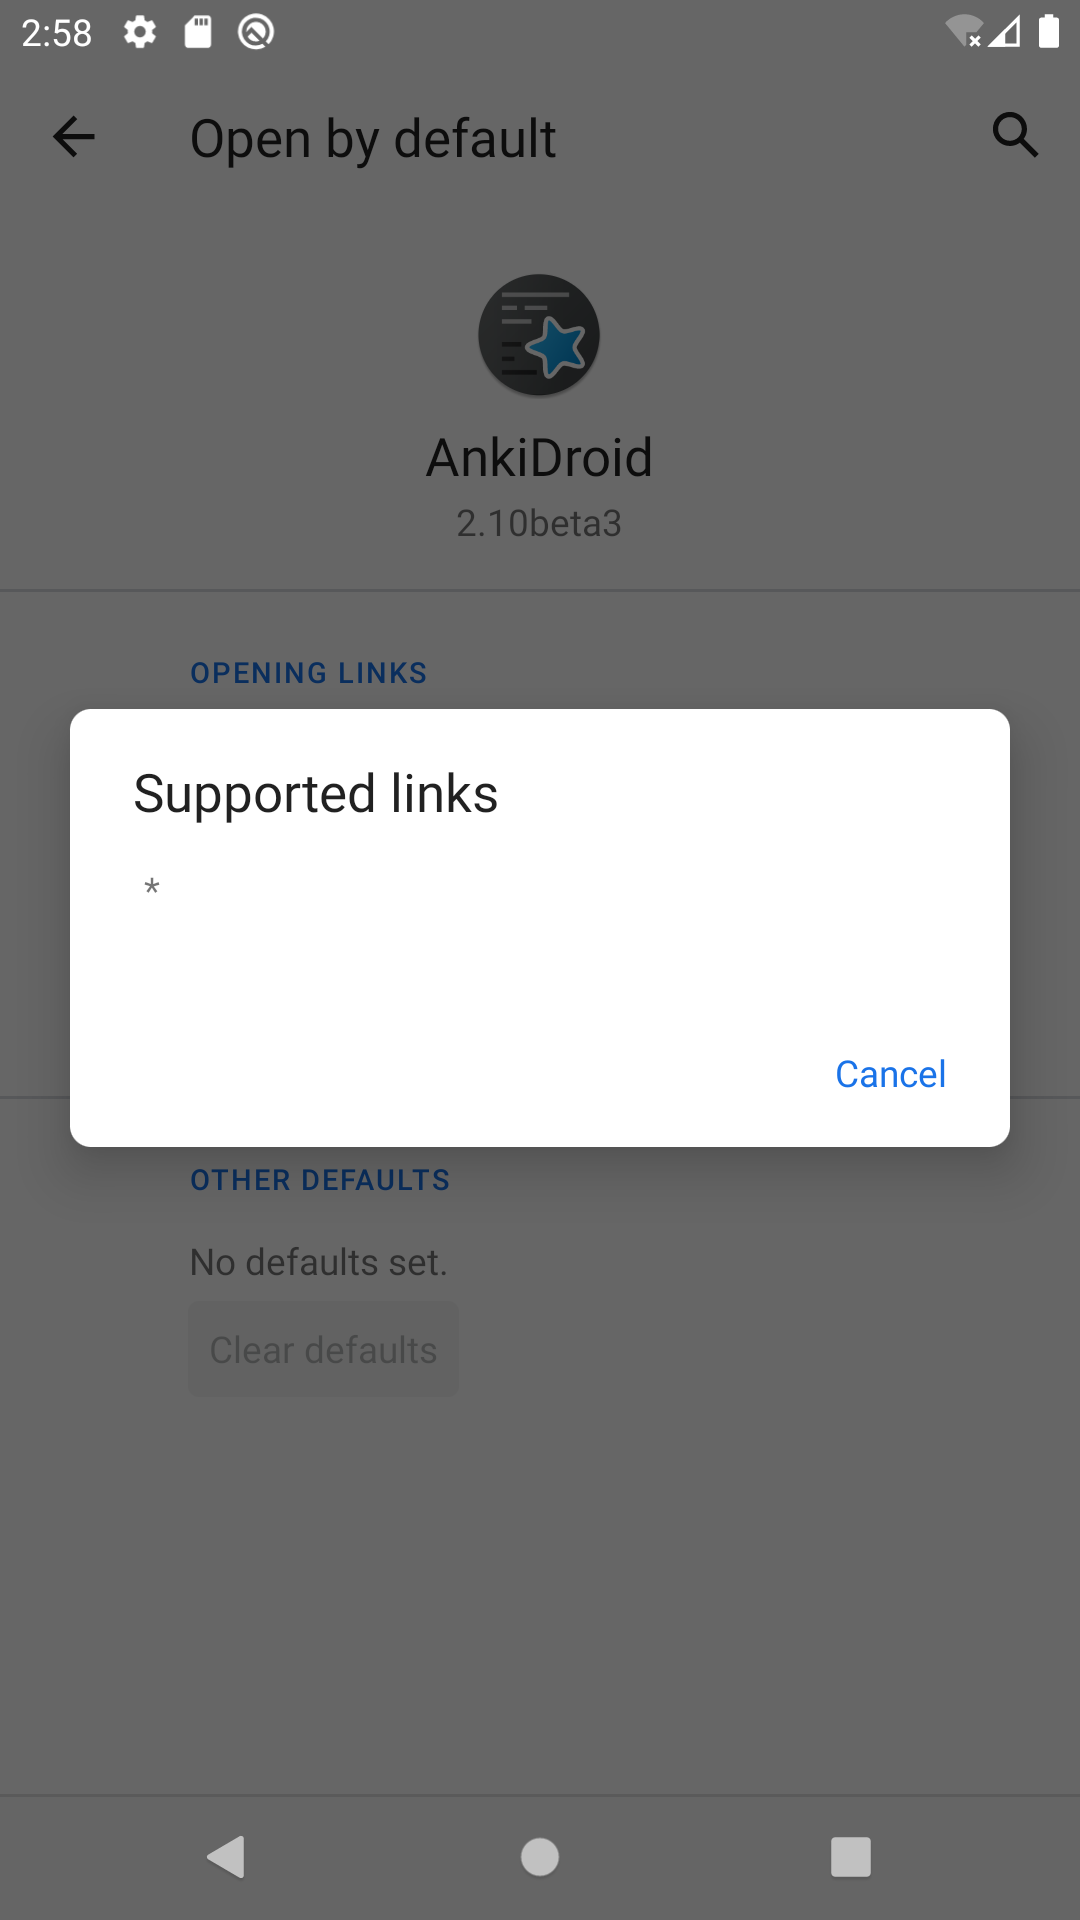 2:58
Open by default
AnkiDroid
2.10beta3
OPENING LINKS
Supported links
*
Cancel
OTHER DEFAULTS
No defaults set.
Clear defaults